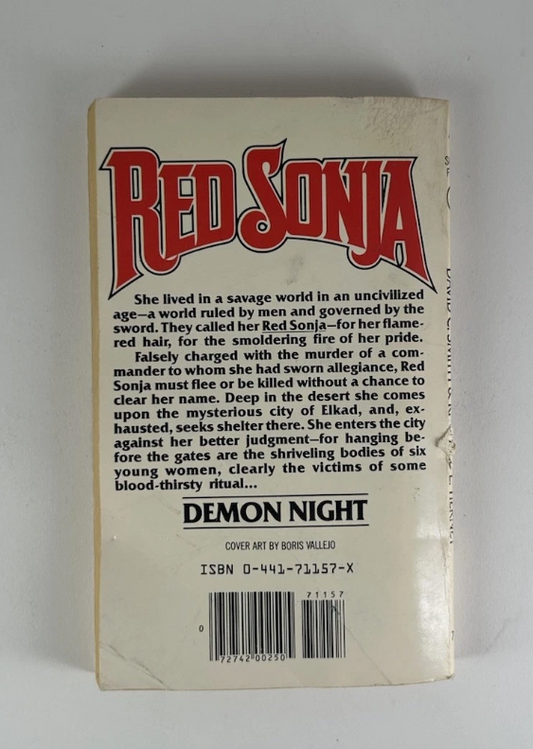 RED SONJA
She lived in a savage world in an uncivilized
age—a world ruled by men and governed by the
sword. They called her Red Sonja—for her flame-
red hair, for the smoldering fire of her pride.
Falsely charged with the murder of a com-
mander to whom she had sworn allegiance, Red
Sonja must flee or be killed without a chance to
clear her name. Deep in the desert she comes
upon the mysterious city of Elkad, and, ex-
hausted, seeks shelter there. She enters the city
against her better judgment—for hanging be-
fore the gates are the shriveling bodies of six
young women, clearly the victims of some
blood-thirsty ritual...
DEMON NIGHT
COVER ART BY BORIS VALLEJO
ISBN 0-441-71157-X
71157
0
72742 00250
DAVID C. SMITH &